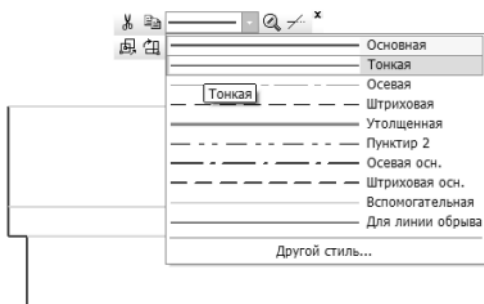 Основная
Тонкая
Осевая
Тонкая
Штриховая
Утолщенная
Пунктир 2
Осевая осн.
Штриховая осн.
Вспомогательная
Для линии обрыва
Другой стиль...